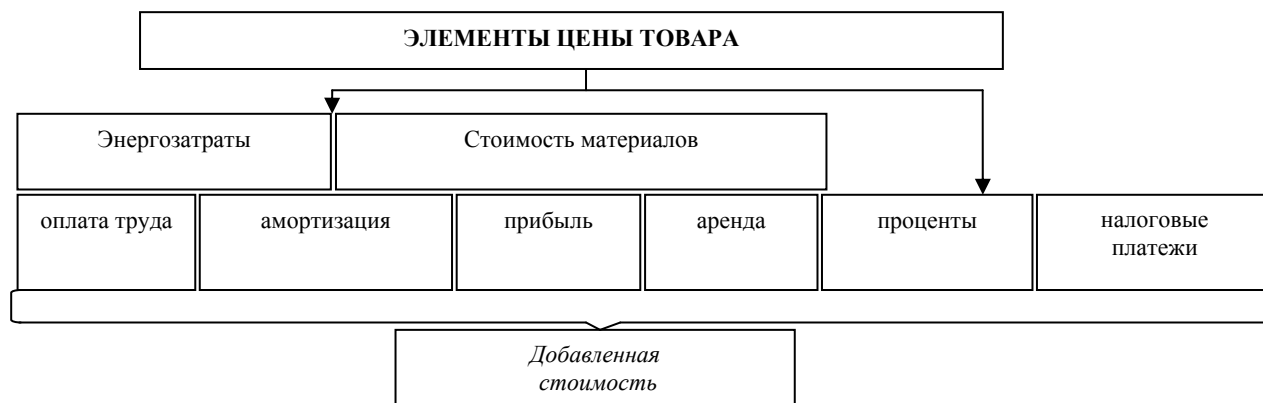 ЭЛЕМЕНТЫ ЦЕНЫ ТОВАРА
Энергозатраты
Стоимость материалов
оплата труда
амортизация
прибыль
аренда
проценты
налоговые
платежи
Добавленная
стоимость